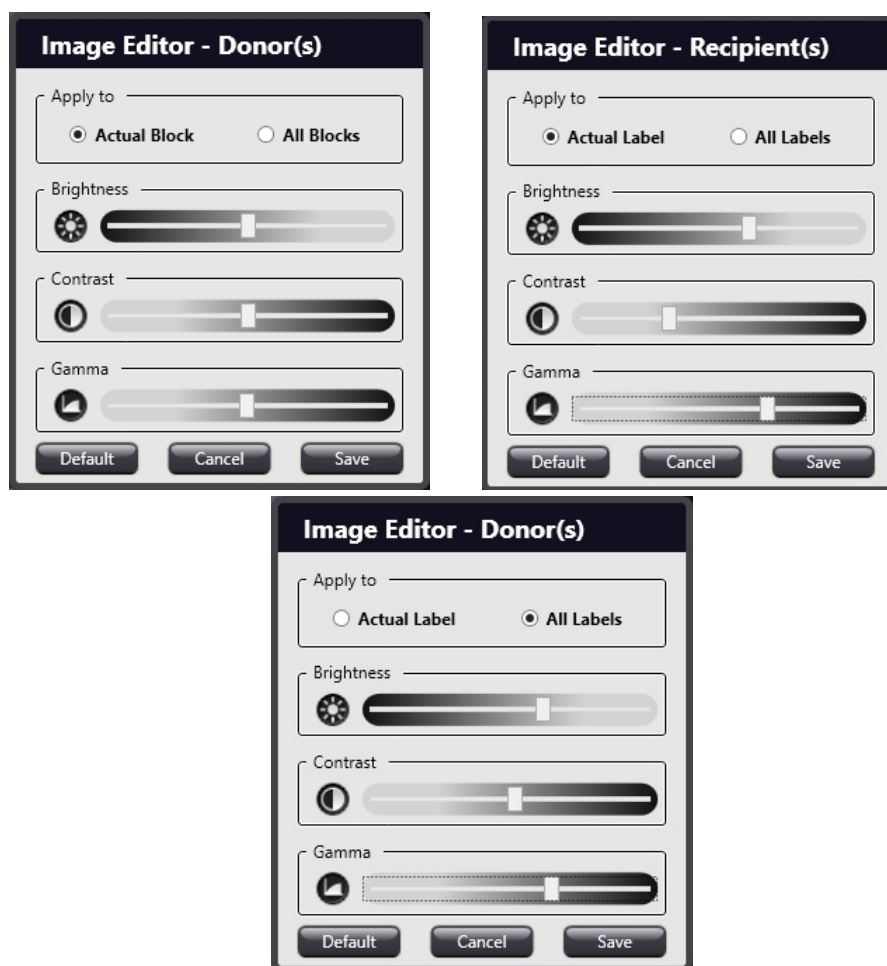 Image Editor - Donor(s)
Apply to
Actual Block All Blocks
Brightness
Contrast
Gamma
Default Cancel Save
Image Editor - Recipient(s)
Apply to
Actual Label All Labels
Brightness
Contrast
Gamma
Default Cancel Save
Image Editor - Donor(s)
Apply to
Actual Label All Labels
Brightness
Contrast
Gamma
Default Cancel Save